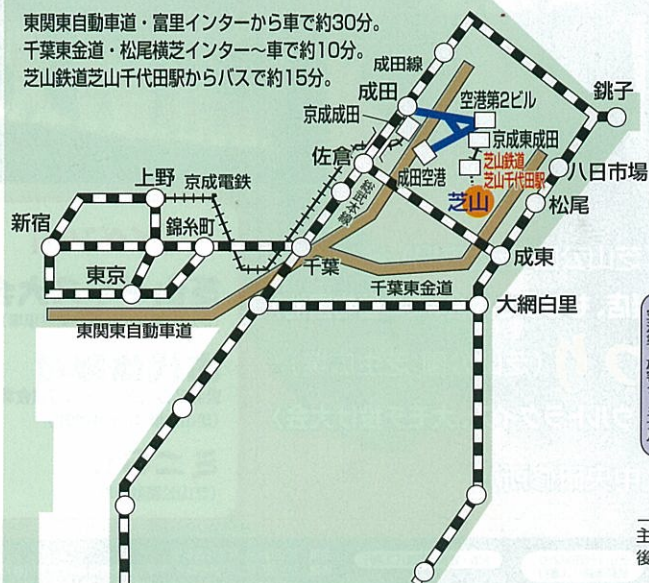 東関東自動車道・富里インターから車で約30分。
千葉東金道・松尾横芝インター～車で約10分。
芝山鉄道芝山千代田駅からバスで約15分。
成田線
成田
空港第2ビル
銚子
京成成田
京成東成田
佐倉
成田空港
芝山鉄道
芝山千代田駅
八日市場
上野
京成電鉄
総武本線
芝山
松尾
新宿
錦糸町
成東
東京
千葉
千葉東金道
大網白里
東関東自動車道
主
後